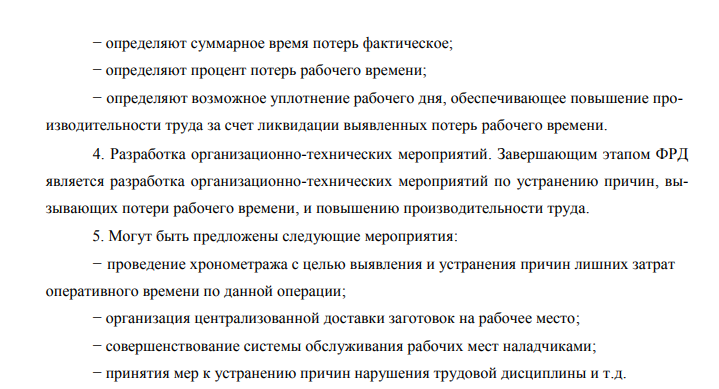 − определяют суммарное время потерь фактическое;
− определяют процент потерь рабочего времени;
− определяют возможное уплотнение рабочего дня, обеспечивающее повышение про-
изводительности труда за счет ликвидации выявленных потерь рабочего времени.
4. Разработка организационно-технических мероприятий. Завершающим этапом ФРД
является разработка организационно-технических мероприятий по устранению причин, вы-
зывающих потери рабочего времени, и повышению производительности труда.
5. Могут быть предложены следующие мероприятия:
− проведение хронометража с целью выявления и устранения причин лишних затрат
оперативного времени по данной операции;
− организация централизованной доставки заготовок на рабочее место;
− совершенствование системы обслуживания рабочих мест наладчиками;
− принятия мер к устранению причин нарушения трудовой дисциплины и т.д.